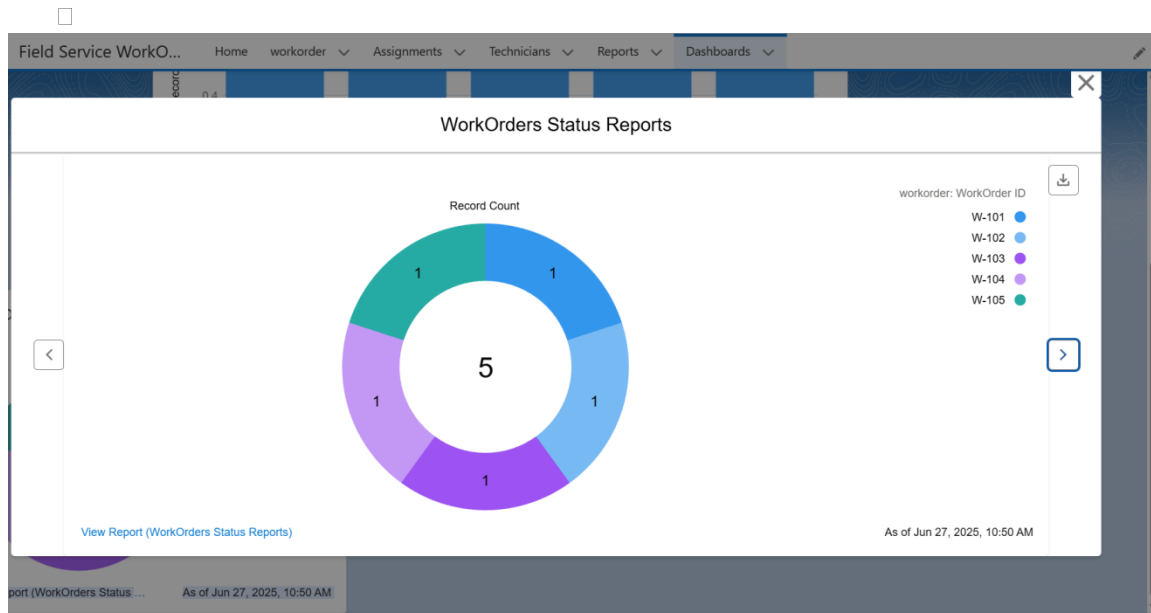 Field Service WorkO... Home workorder Assignments Technicians Reports Dashboards
0.4
WorkOrders Status Reports
Record Count
workorder: WorkOrder ID
W-101
W-102
W-103
W-104
W-105
1
1
5
1
1
1
View Report (WorkOrders Status Reports)
As of Jun 27, 2025, 10:50 AM
port (WorkOrders Status ...
As of Jun 27, 2025, 10:50 AM